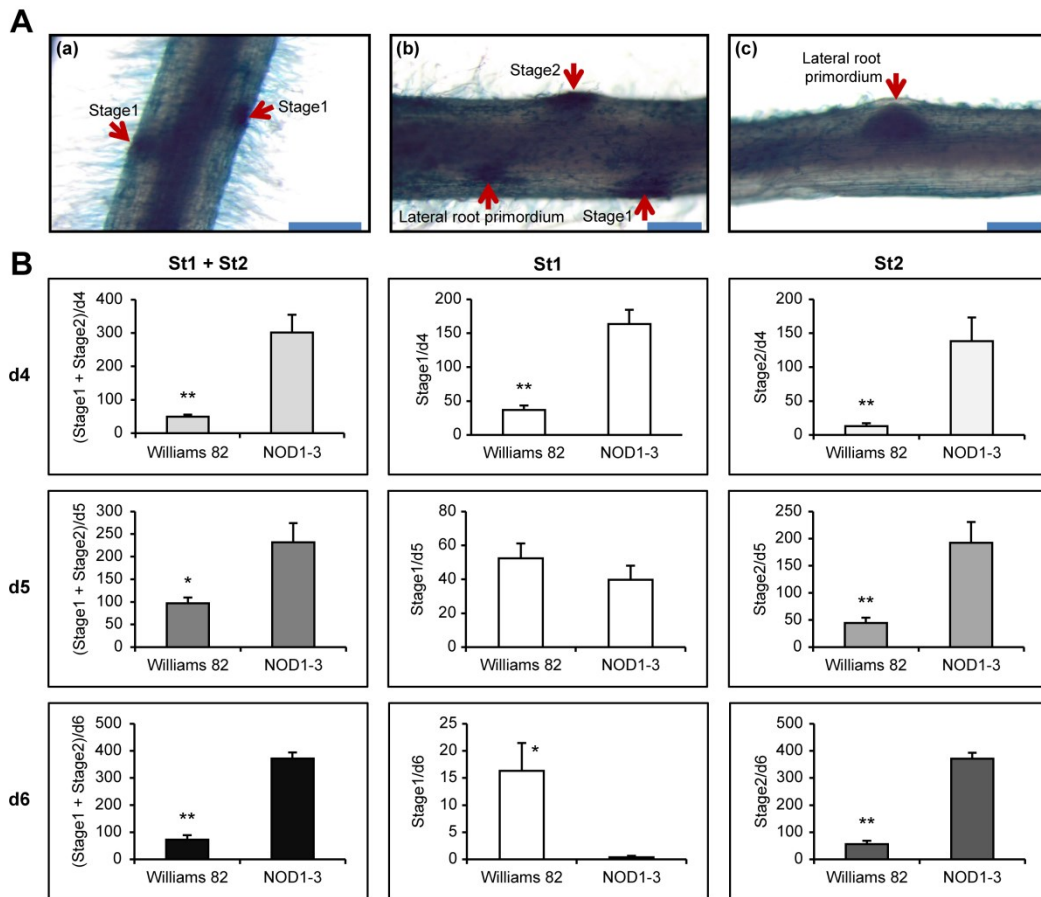 A
(a)
Stage1
Stage1
(b)
Stage2
Lateral root primordium
Stage1
(c)
Lateral root
primordium
B
St1 + St2
St1
St2
d4
(Stage1 + Stage2)/d4
400
300
200
100
0
**
Williams 82
NOD1-3
Stage1/d4
200
150
100
50
0
**
Williams 82
NOD1-3
Stage2/d4
200
150
100
50
0
**
Williams 82
NOD1-3
d5
(Stage1 + Stage2)/d5
300
250
200
150
100
50
0
*
Williams 82
NOD1-3
Stage1/d5
80
60
40
20
0
Williams 82
NOD1-3
Stage2/d5
250
200
150
100
50
0
**
Williams 82
NOD1-3
d6
(Stage1 + Stage2)/d6
500
400
300
200
100
0
**
Williams 82
NOD1-3
Stage1/d6
25
20
15
10
5
0
*
Williams 82
NOD1-3
Stage2/d6
500
400
300
200
100
0
**
Williams 82
NOD1-3